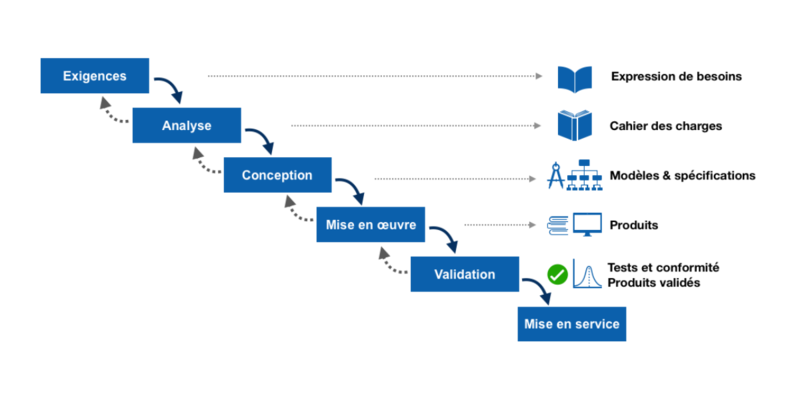 Exigences
Expression de besoins
Analyse
Cahier des charges
Conception
Modèles & spécifications
Mise en œuvre
Produits
Validation
Tests et conformité
Produits validés
Mise en service